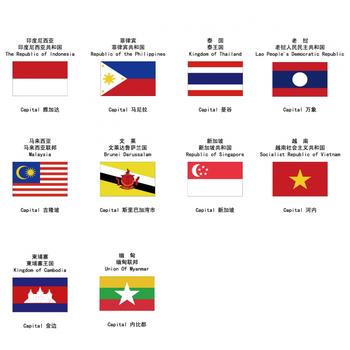 印度尼西亚
印度尼西亚共和国
The Republic of Indonesia
Capital 雅加达
菲律宾
菲律宾共和国
Republic of the Philippines
Capital 马尼拉
泰 国
泰王国
Kingdom of Thailand
Capital 曼谷
老 挝
老挝人民民主共和国
Lao People's Democratic Republic
Capital 万象
马来西亚
马来西亚联邦
Malaysia
Capital 吉隆坡
文 莱
文莱达鲁萨兰国
Brunei Darussalam
Capital 斯里巴加湾市
新加坡
新加坡共和国
Republic of Singapore
Capital 新加坡
越 南
越南社会主义共和国
Socialist Republic of Vietnam
Capital 河内
柬埔寨
柬埔寨王国
Kingdom of Cambodia
Capital 金边
缅 甸
缅甸联邦
Union Of Myanmar
Capital 内比都